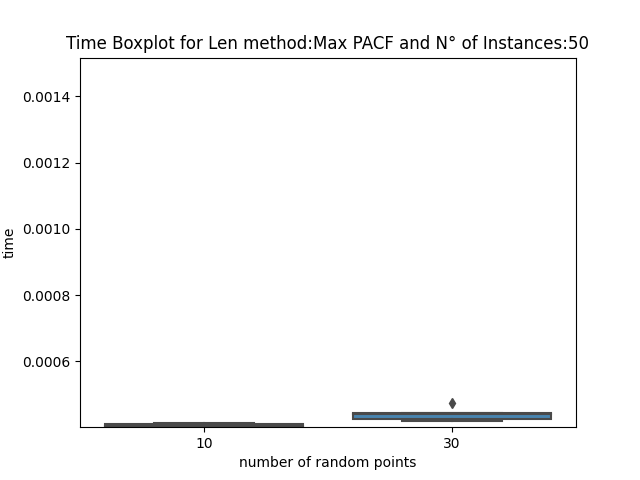 Time Boxplot for Len method:Max PACF and N° of Instances:50
0.0014
0.0012
0.0010
0.0008
0.0006
time
10 30
number of random points